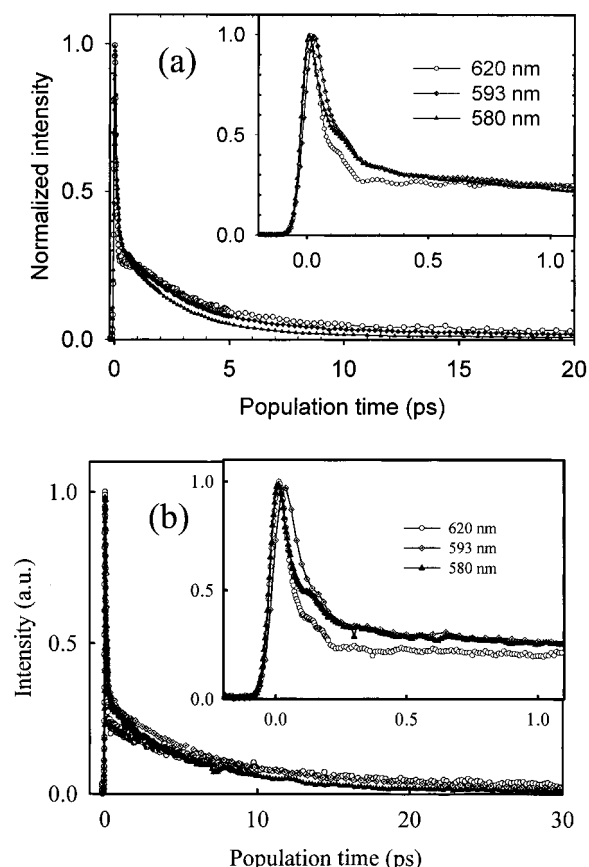 (a)
1.0
0.5
0.0
Normalized intensity
1.0
0.5
0.0
620 nm
593 nm
580 nm
0.0 0.5 1.0
0 5 10 15 20
Population time (ps)
(b)
1.0
0.5
0.0
Intensity (a.u.)
1.0
0.5
0.0
620 nm
593 nm
580 nm
0.0 0.5 1.0
0 10 20 30
Population time (ps)